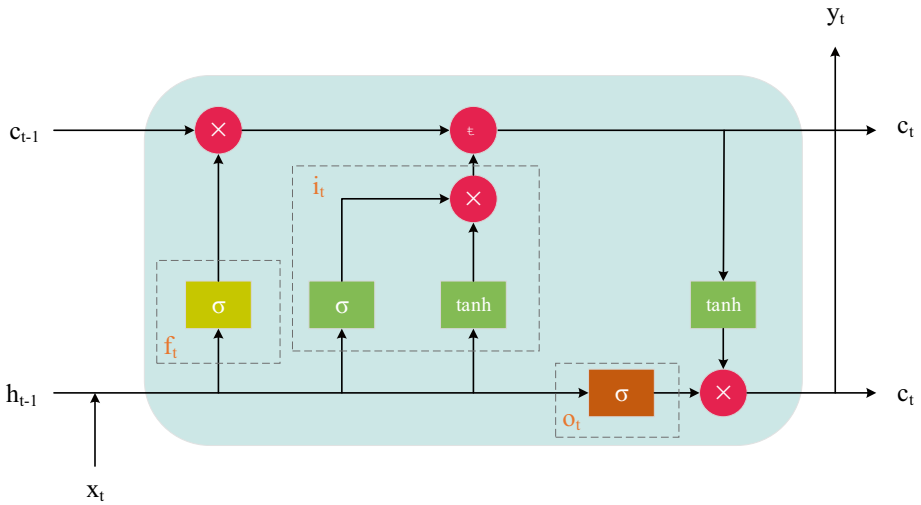 yₜ
cₜ₋₁ × cₜ
iₜ ×
σ σ tanh tanh
fₜ
hₜ₋₁ σ × cₜ
oₜ
xₜ